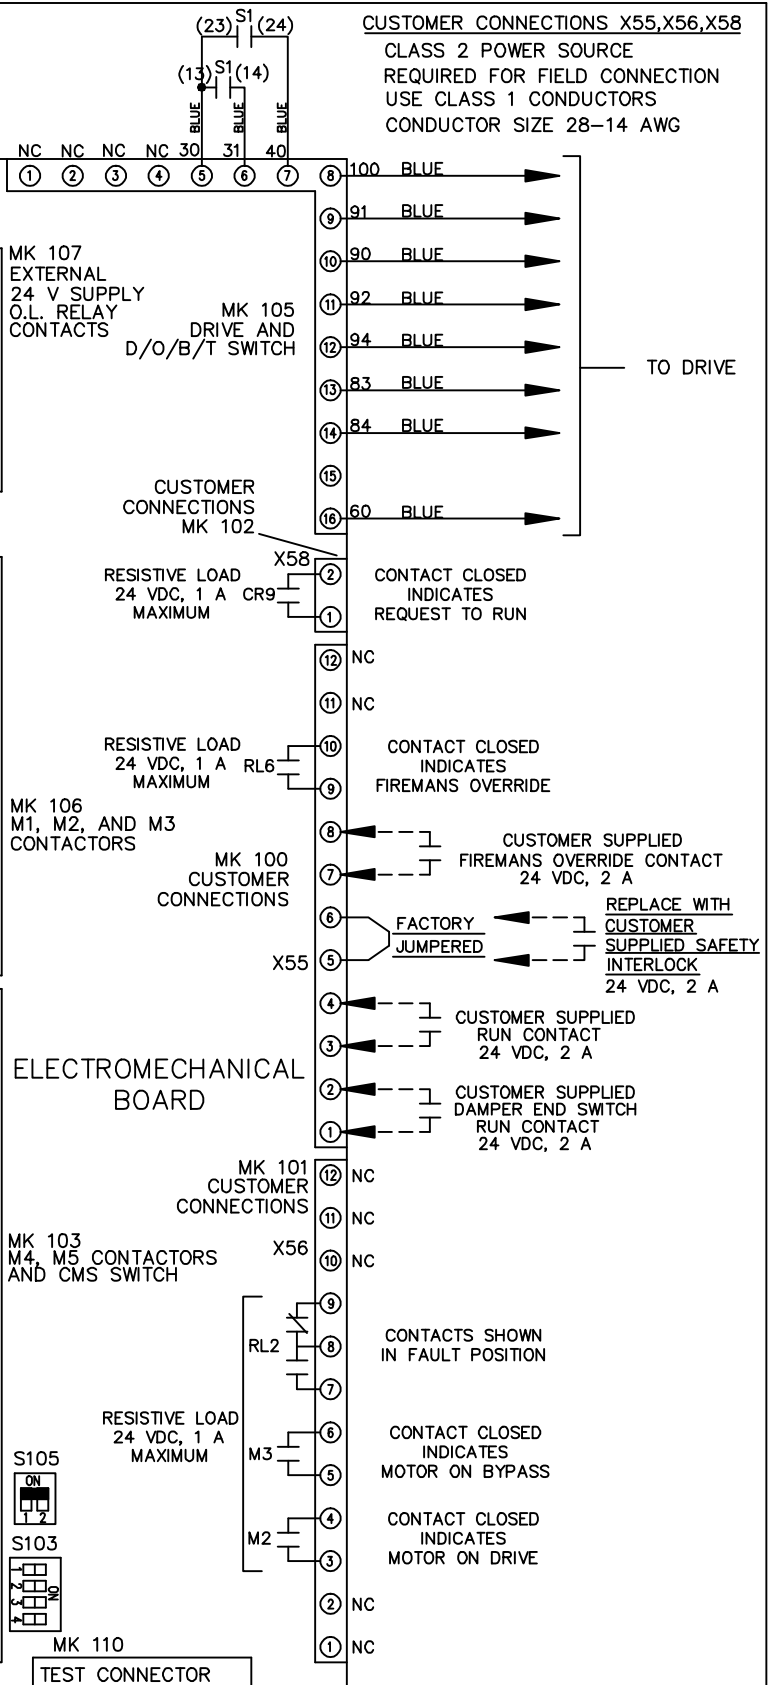 CUSTOMER CONNECTIONS X55,X56,X58
CLASS 2 POWER SOURCE
REQUIRED FOR FIELD CONNECTION
USE CLASS 1 CONDUCTORS
CONDUCTOR SIZE 28–14 AWG
(23) S1 (24)
(13) S1 (14)
BLUE BLUE BLUE
NC NC NC NC 30 31 40
1 2 3 4 5 6 7 8 100 BLUE
9 91 BLUE
10 90 BLUE
11 92 BLUE
12 94 BLUE
13 83 BLUE
14 84 BLUE
15
16 60 BLUE
TO DRIVE
MK 107
EXTERNAL
24 V SUPPLY
O.L. RELAY
CONTACTS
MK 105
DRIVE AND
D/O/B/T SWITCH
CUSTOMER
CONNECTIONS
MK 102
X58
2
1
RESISTIVE LOAD
24 VDC, 1 A CR9
MAXIMUM
CONTACT CLOSED
INDICATES
REQUEST TO RUN
12 NC
11 NC
10
9
RESISTIVE LOAD
24 VDC, 1 A RL6
MAXIMUM
CONTACT CLOSED
INDICATES
FIREMANS OVERRIDE
MK 106
M1, M2, AND M3
CONTACTORS
MK 100
CUSTOMER
CONNECTIONS
X55
8
7
CUSTOMER SUPPLIED
FIREMANS OVERRIDE CONTACT
24 VDC, 2 A
6
5
FACTORY
JUMPERED
REPLACE WITH
CUSTOMER
SUPPLIED SAFETY
INTERLOCK
24 VDC, 2 A
4
3
CUSTOMER SUPPLIED
RUN CONTACT
24 VDC, 2 A
2
1
CUSTOMER SUPPLIED
DAMPER END SWITCH
RUN CONTACT
24 VDC, 2 A
ELECTROMECHANICAL
BOARD
MK 101
CUSTOMER
CONNECTIONS
X56
12 NC
11 NC
10 NC
MK 103
M4, M5 CONTACTORS
AND CMS SWITCH
9
RL2 8
7
CONTACTS SHOWN
IN FAULT POSITION
RESISTIVE LOAD
24 VDC, 1 A
MAXIMUM
6
M3
5
CONTACT CLOSED
INDICATES
MOTOR ON BYPASS
4
M2
3
CONTACT CLOSED
INDICATES
MOTOR ON DRIVE
2 NC
1 NC
S105
ON
1 2
S103
1
2
3
4
ON
MK 110
TEST CONNECTOR